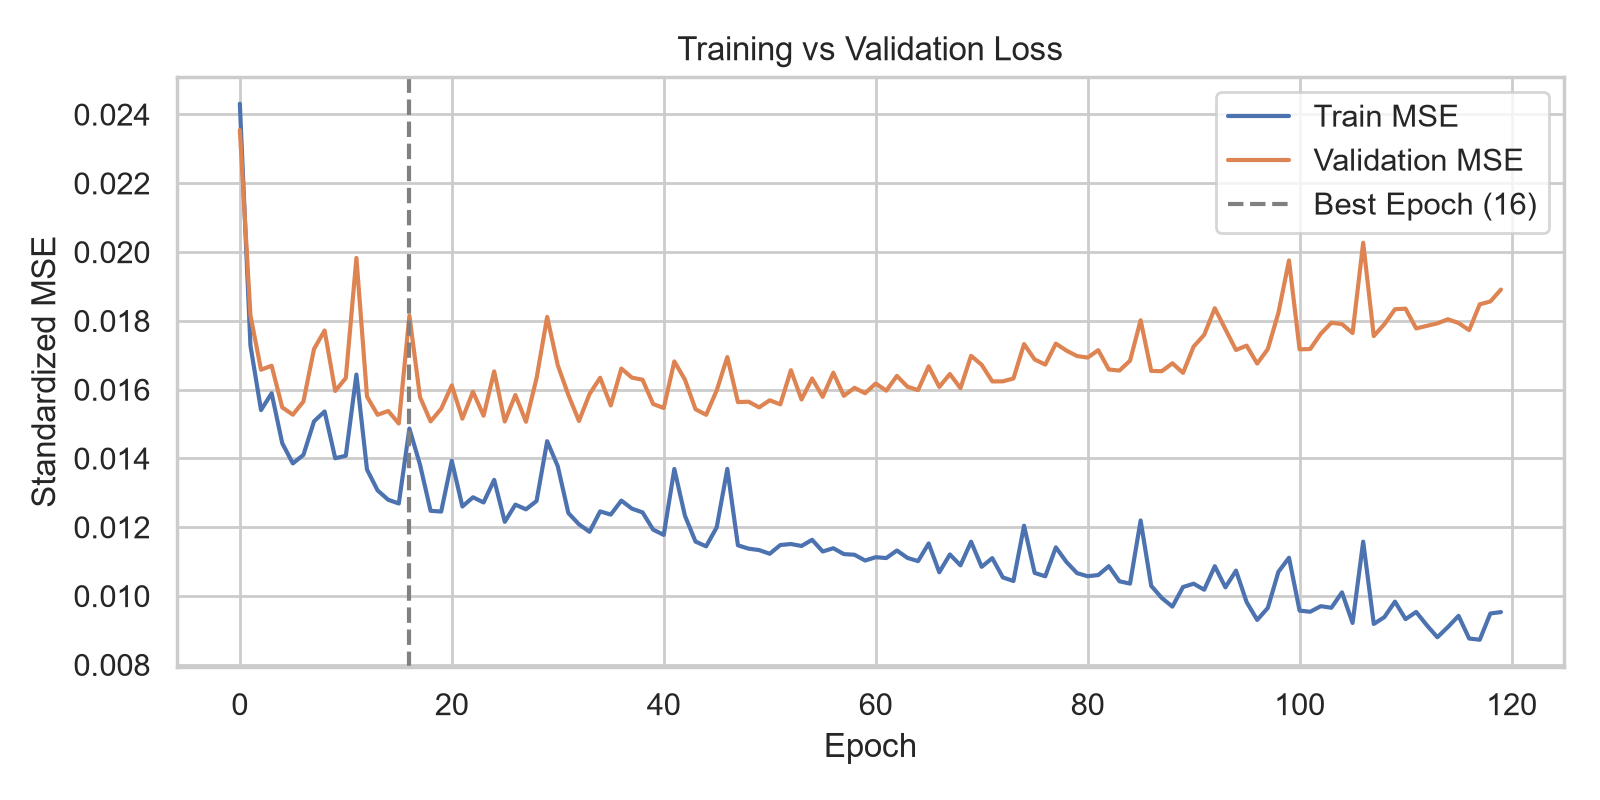 Training vs Validation Loss
Train MSE
Validation MSE
Best Epoch (16)
Standardized MSE
0.024
0.022
0.020
0.018
0.016
0.014
0.012
0.010
0.008
0 20 40 60 80 100 120
Epoch